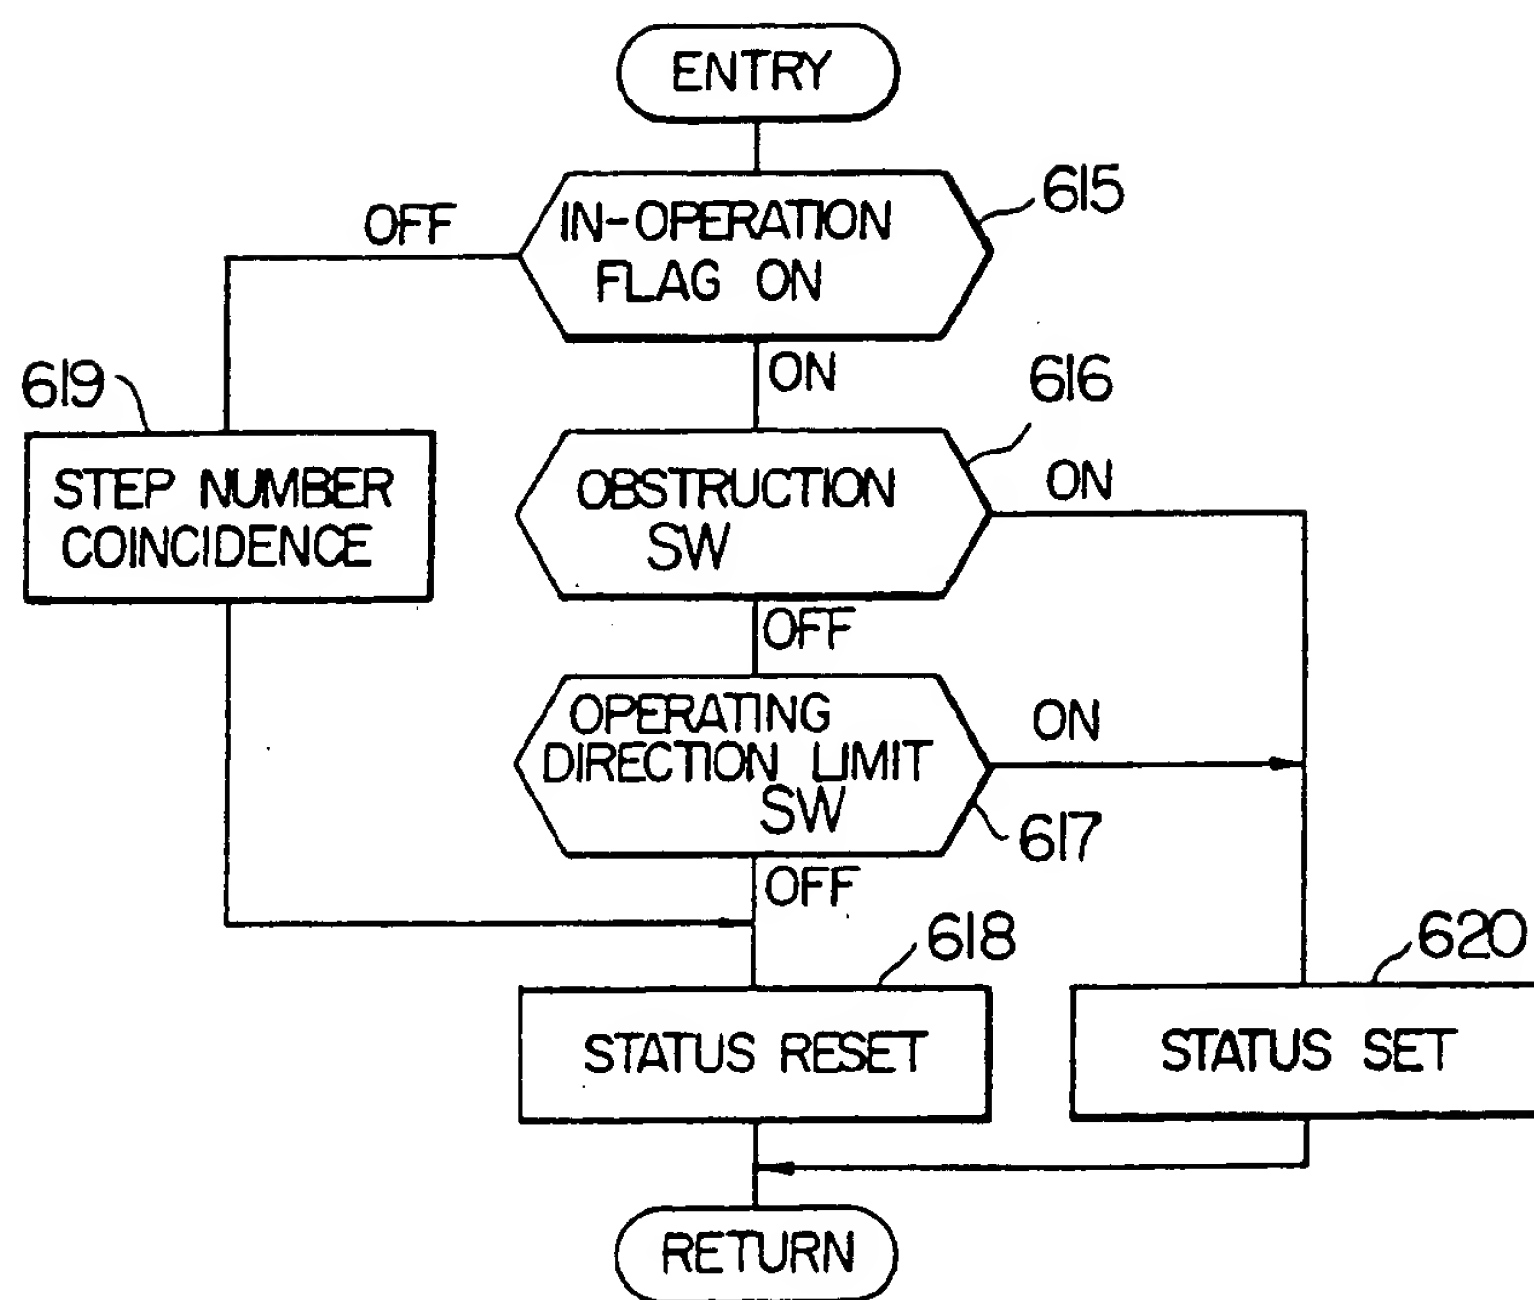 ENTRY
IN-OPERATION
FLAG ON
615
OFF
ON
619
STEP NUMBER
COINCIDENCE
616
OBSTRUCTION
SW
ON
OFF
OPERATING
DIRECTION LIMIT
SW
ON
617
OFF
618
STATUS RESET
620
STATUS SET
RETURN